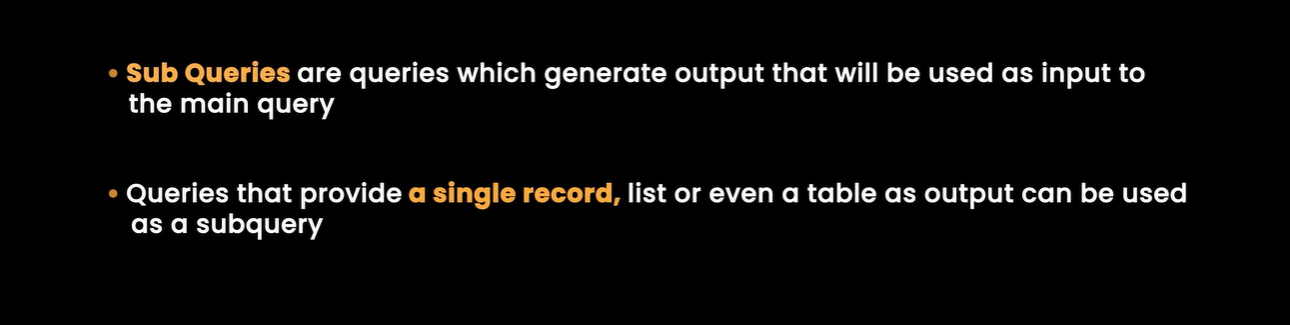 • Sub Queries are queries which generate output that will be used as input to
the main query
• Queries that provide a single record, list or even a table as output can be used
as a subquery